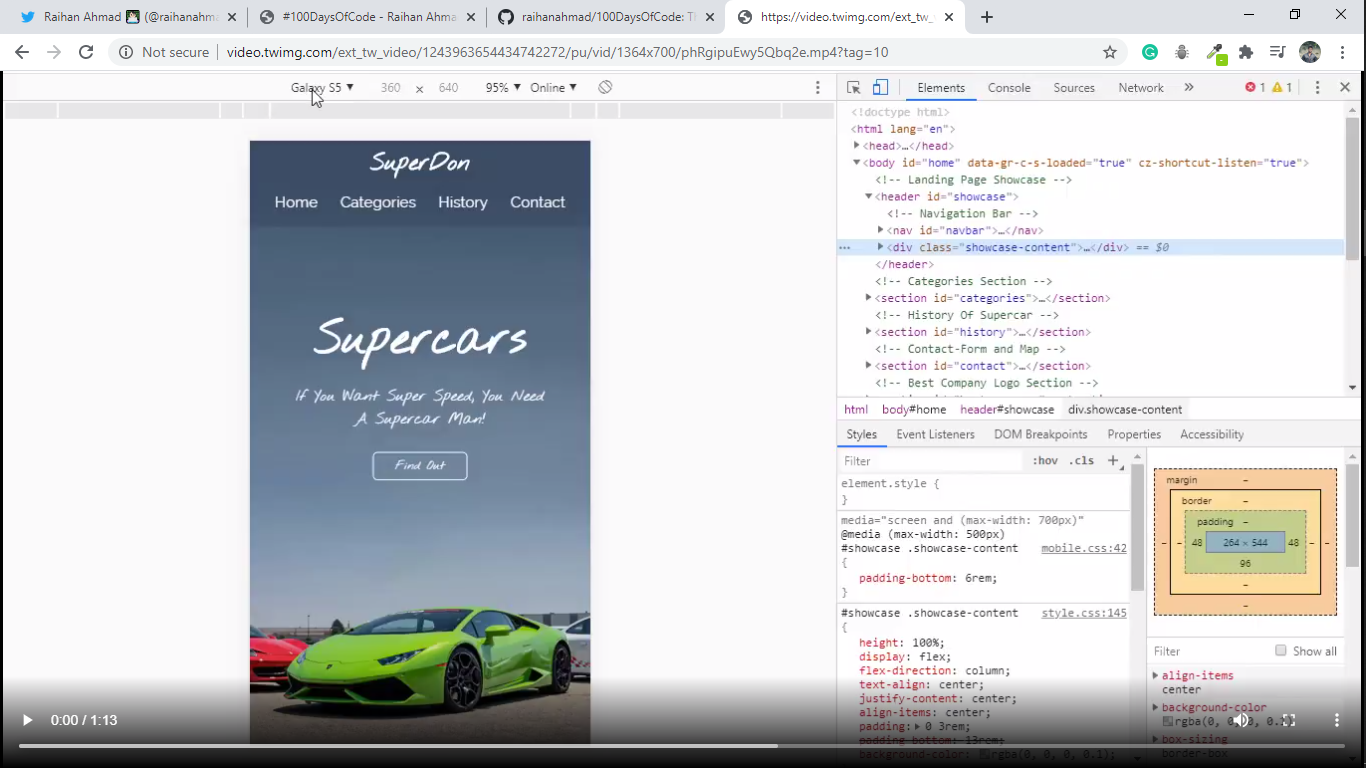 Raihan Ahmad (@raihanahm
#100DaysOfCode - Raihan Ahma
raihanahmad/100DaysOfCode: Th
https://video.twimg.com/ext_tw_
Not secure
video.twimg.com/ext_tw_video/1243963654434742272/pu/vid/1364x700/phRgipuEwy5Qbq2e.mp4?tag=10
Galaxy S5 ▼ 360 × 640 95% ▼ Online ▼
SuperDon
Home Categories History Contact
Supercars
If You Want Super Speed, You Need
A Supercar Man!
Find Out
0:00 / 1:13
Elements Console Sources Network » 1 1
<!doctype html>
<html lang="en">
<head>…</head>
<body id="home" data-gr-c-s-loaded="true" cz-shortcut-listen="true">
<!-- Landing Page Showcase -->
<header id="showcase">
<!-- Navigation Bar -->
<nav id="navbar">…</nav>
<div class="showcase-content">…</div> == $0
</header>
<!-- Categories Section -->
<section id="categories">…</section>
<!-- History Of Supercar -->
<section id="history">…</section>
<!-- Contact-Form and Map -->
<section id="contact">…</section>
<!-- Best Company Logo Section -->
html body#home header#showcase div.showcase-content
Styles Event Listeners DOM Breakpoints Properties Accessibility
Filter :hov .cls +
element.style {
}
media="screen and (max-width: 700px)"
@media (max-width: 500px)
#showcase .showcase-content mobile.css:42
{
padding-bottom: 6rem;
}
#showcase .showcase-content style.css:145
{
height: 100%;
display: flex;
flex-direction: column;
text-align: center;
justify-content: center;
align-items: center;
padding: 0 3rem;
padding-bottom: 13rem;
background-color: rgba(0, 0, 0, 0.1);
margin –
border –
padding –
– – 48 264 × 544 48 – –
96
–
–
Filter Show all
align-items
center
background-color
rgba(0, 0, 0, 0.1)
box-sizing
border-box